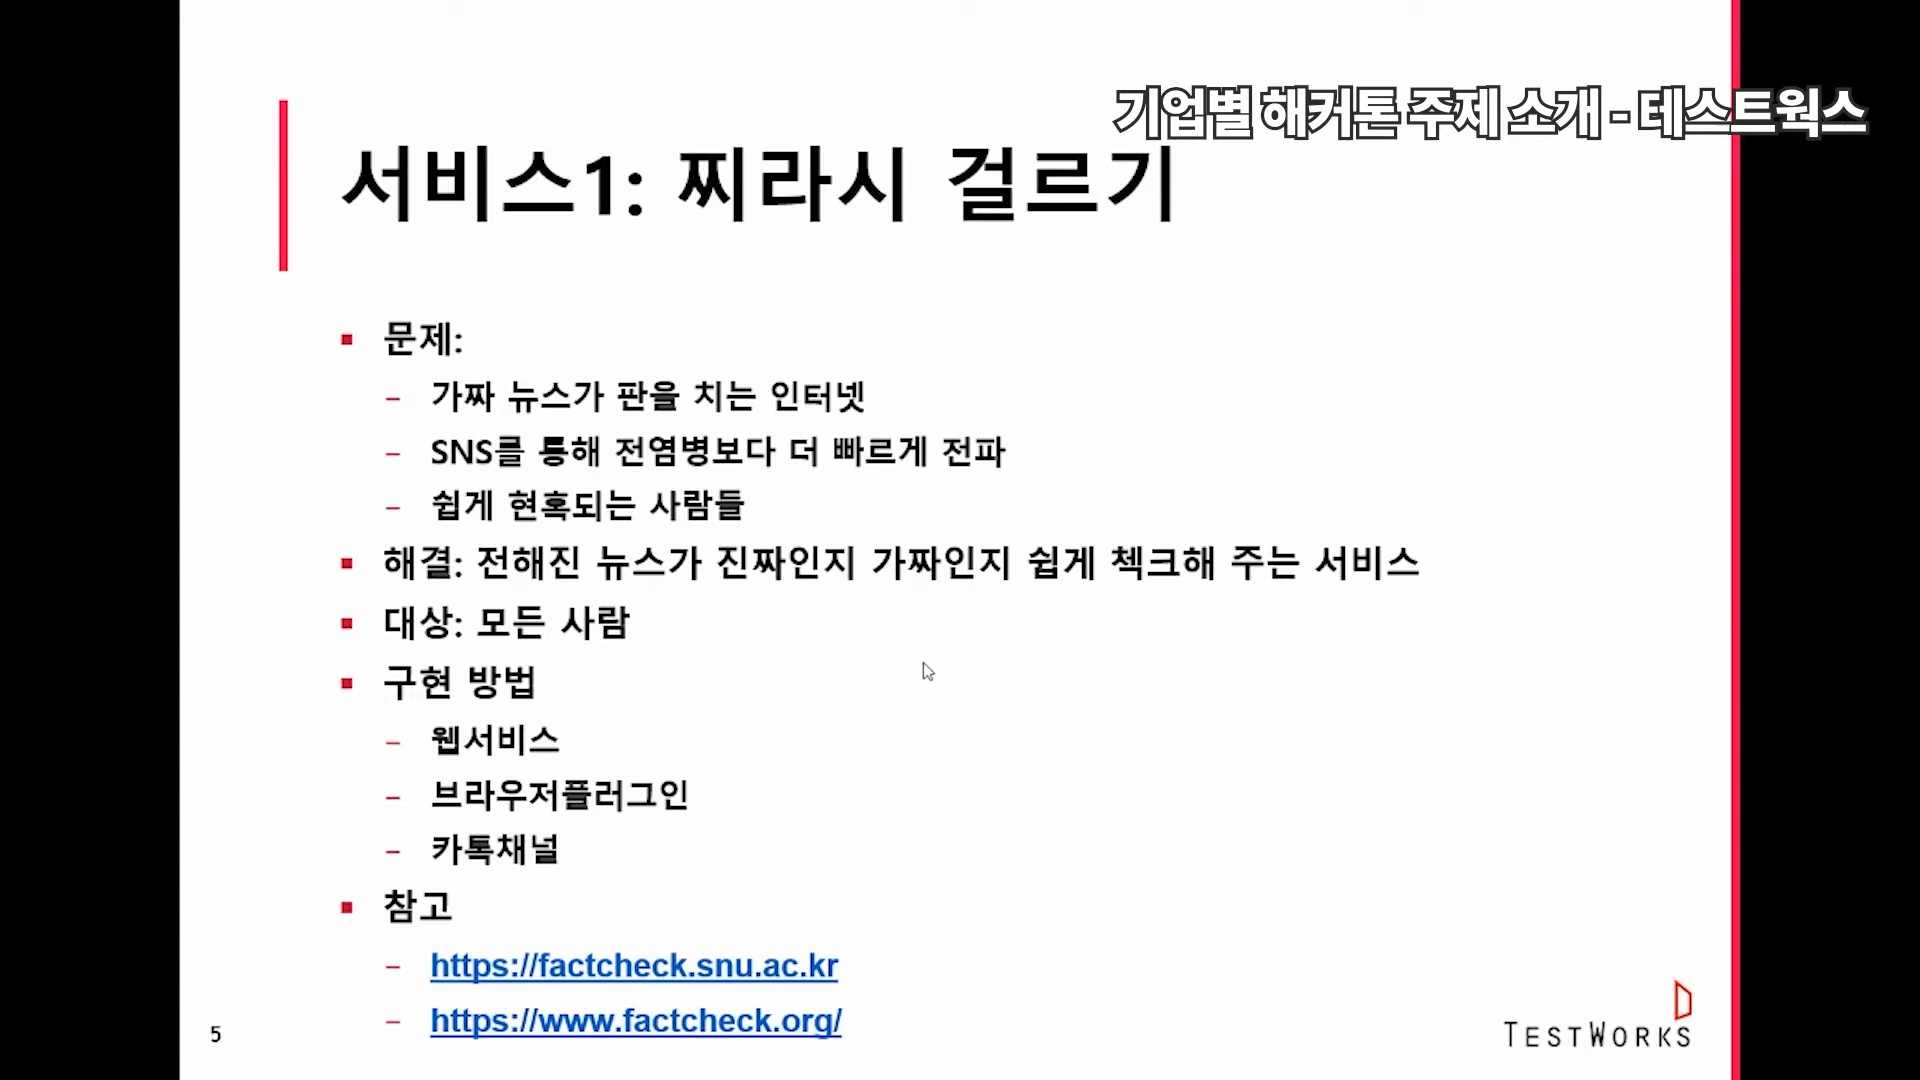 기업별 해커톤 주제 소개 - 테스트웍스
서비스1: 찌라시 걸르기
▪ 문제:
– 가짜 뉴스가 판을 치는 인터넷
– SNS를 통해 전염병보다 더 빠르게 전파
– 쉽게 현혹되는 사람들
▪ 해결: 전해진 뉴스가 진짜인지 가짜인지 쉽게 첵크해 주는 서비스
▪ 대상: 모든 사람
▪ 구현 방법
– 웹서비스
– 브라우저플러그인
– 카톡채널
▪ 참고
– https://factcheck.snu.ac.kr
– https://www.factcheck.org/
5
TESTWORKS